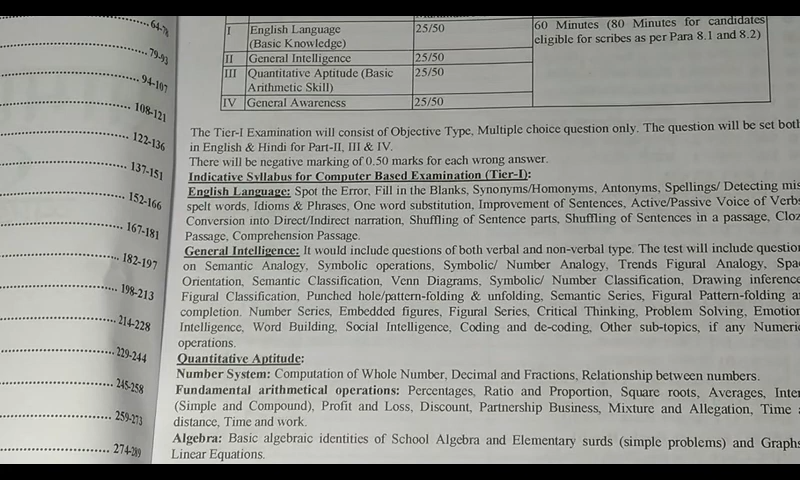 64-78
79-93
94-107
108-121
122-136
137-151
152-166
167-181
182-197
198-213
214-228
229-244
245-258
259-273
274-289
I English Language (Basic Knowledge) 25/50
II General Intelligence 25/50
III Quantitative Aptitude (Basic Arithmetic Skill) 25/50
IV General Awareness 25/50
60 Minutes (80 Minutes for candidates
eligible for scribes as per Para 8.1 and 8.2)
The Tier-I Examination will consist of Objective Type, Multiple choice question only. The question will be set both
in English & Hindi for Part-II, III & IV.
There will be negative marking of 0.50 marks for each wrong answer.
Indicative Syllabus for Computer Based Examination (Tier-I):
English Language: Spot the Error, Fill in the Blanks, Synonyms/Homonyms, Antonyms, Spellings/ Detecting mis
spelt words, Idioms & Phrases, One word substitution, Improvement of Sentences, Active/Passive Voice of Verbs
Conversion into Direct/Indirect narration, Shuffling of Sentence parts, Shuffling of Sentences in a passage, Cloz
Passage, Comprehension Passage.
General Intelligence: It would include questions of both verbal and non-verbal type. The test will include question
on Semantic Analogy, Symbolic operations, Symbolic/ Number Analogy, Trends Figural Analogy, Spac
Orientation, Semantic Classification, Venn Diagrams, Symbolic/ Number Classification, Drawing inference
Figural Classification, Punched hole/pattern-folding & unfolding, Semantic Series, Figural Pattern-folding an
completion. Number Series, Embedded figures, Figural Series, Critical Thinking, Problem Solving, Emotion
Intelligence, Word Building, Social Intelligence, Coding and de-coding, Other sub-topics, if any Numeric
operations.
Quantitative Aptitude:
Number System: Computation of Whole Number, Decimal and Fractions, Relationship between numbers.
Fundamental arithmetical operations: Percentages, Ratio and Proportion, Square roots, Averages, Inter
(Simple and Compound), Profit and Loss, Discount, Partnership Business, Mixture and Allegation, Time a
distance, Time and work.
Algebra: Basic algebraic identities of School Algebra and Elementary surds (simple problems) and Graphs
Linear Equations.